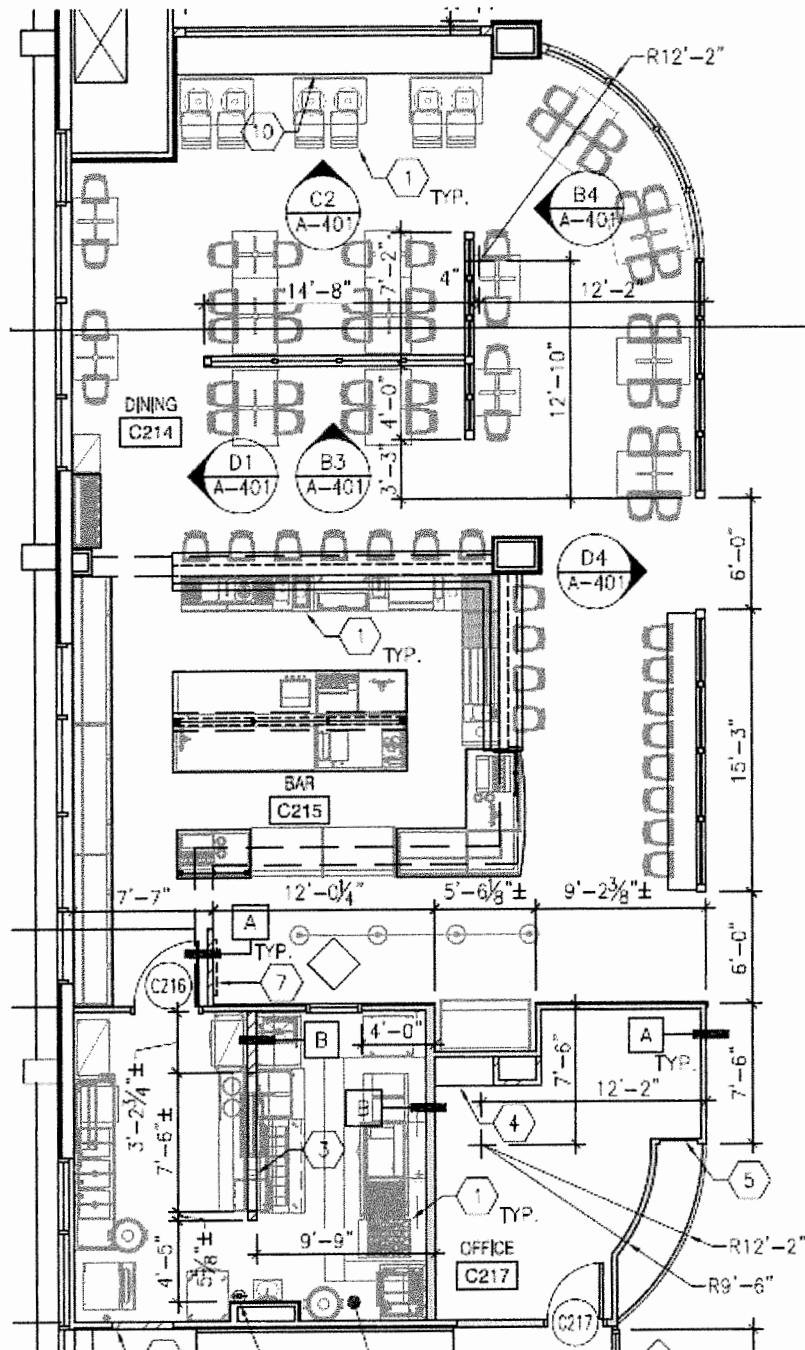 R12'-2"
10
1
TYP.
C2
A-401
B4
A-401
14'-8"
7'-2"
4"
12'-2"
12'-10"
4'-0"
3'-3"
DINING
C214
D1
A-401
B3
A-401
D4
A-401
6'-0"
1
TYP.
15'-3"
BAR
C215
7'-7"
12'-0¼"
5'-6⅛"±
9'-2⅜"±
A
TYP.
7
6'-0"
C216
B
4'-0"
A
TYP.
7'-6"
12'-2"
7'-6"
3'-2¾"±
7'-6"±
B
4
3
5
1
TYP.
9'-9"
4'-5"
OFFICE
C217
R12'-2"
R9'-6"
C217